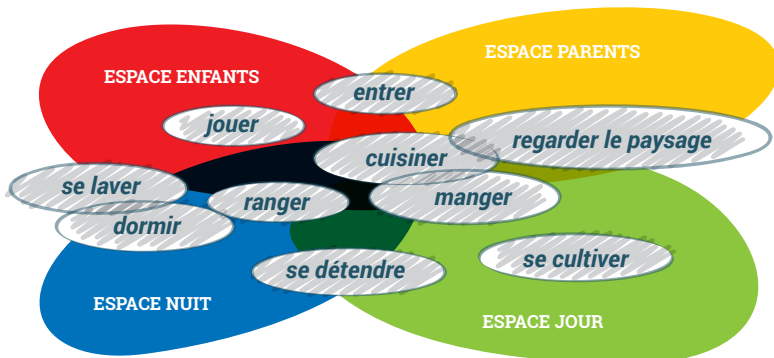 ESPACE PARENTS
ESPACE ENFANTS
entrer
jouer
regarder le paysage
cuisiner
se laver
manger
ranger
dormir
se cultiver
se détendre
ESPACE NUIT
ESPACE JOUR